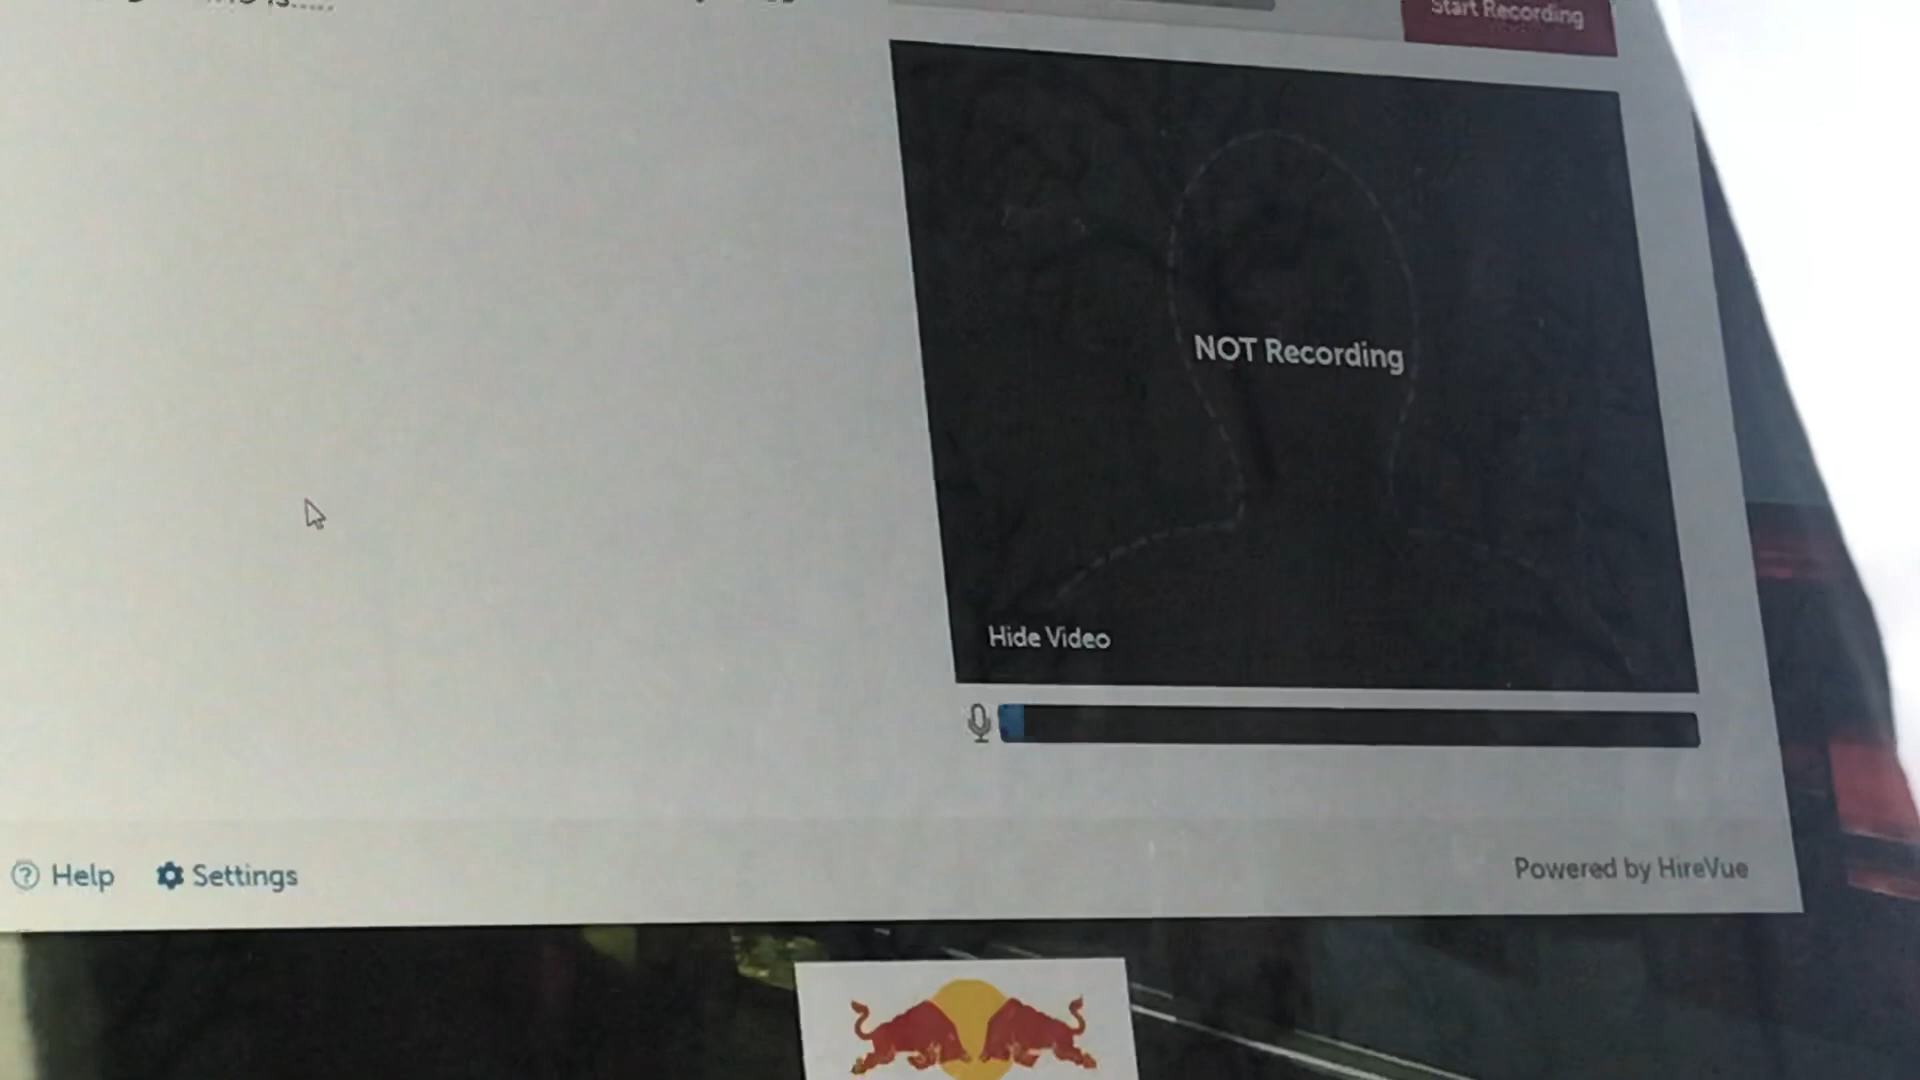 Start Recording
NOT Recording
Hide Video
Help
Settings
Powered by HireVue